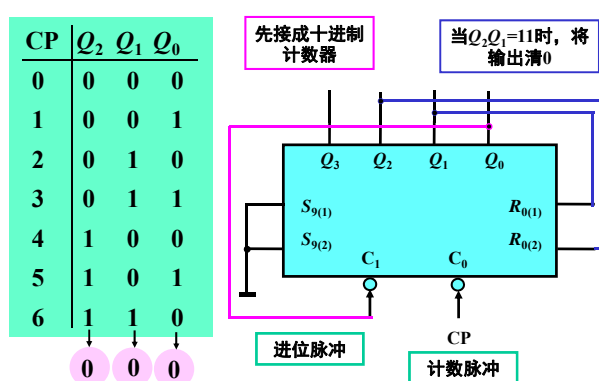 CP Q2 Q1 Q0
0 0 0 0
1 0 0 1
2 0 1 0
3 0 1 1
4 1 0 0
5 1 0 1
6 1 1 0
0 0 0
先接成十进制
计数器
当Q2Q1=11时，将
输出清0
Q3 Q2 Q1 Q0
S9(1) R0(1)
S9(2) R0(2)
C1 C0
CP
进位脉冲
计数脉冲